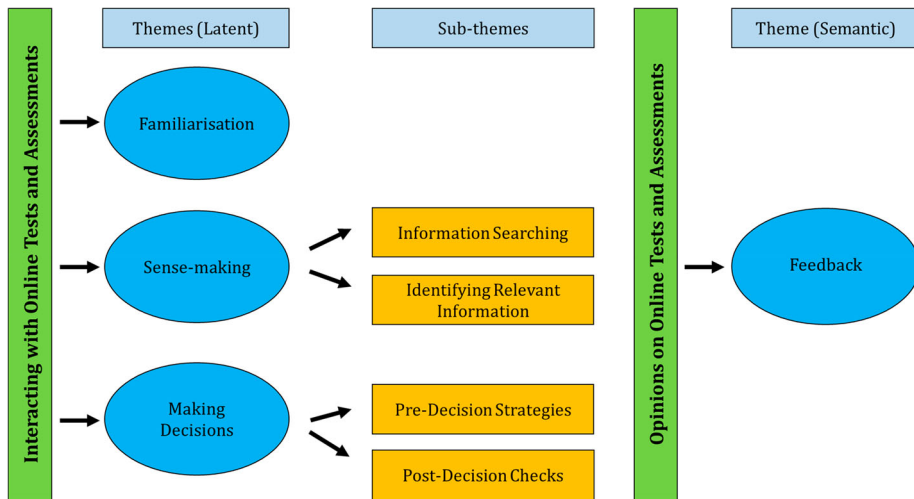 Themes (Latent)
Sub-themes
Theme (Semantic)
Interacting with Online Tests and Assessments
Familiarisation
Sense-making
Information Searching
Identifying Relevant
Information
Making
Decisions
Pre-Decision Strategies
Post-Decision Checks
Opinions on Online Tests and Assessments
Feedback